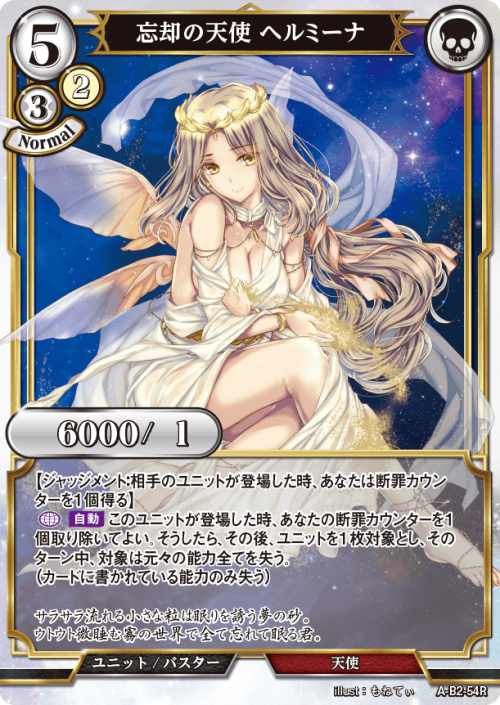 5
忘却の天使 ヘルミーナ
3
2
Normal
6000/ 1
【ジャッジメント:相手のユニットが登場した時、あなたは断罪カウン
ターを1個得る】
自動 このユニットが登場した時、あなたの断罪カウンターを1
個取り除いてよい。そうしたら、その後、ユニットを1枚対象とし、その
ターン中、対象は元々の能力全てを失う。
(カードに書かれている能力のみ失う)
サラサラ流れる小さな粒は眠りを誘う夢の砂。
ウトウト微睡む霧の世界で全て忘れて眠る君。
ユニット / バスター
天使
illust : もねてぃ
A-B2-54R